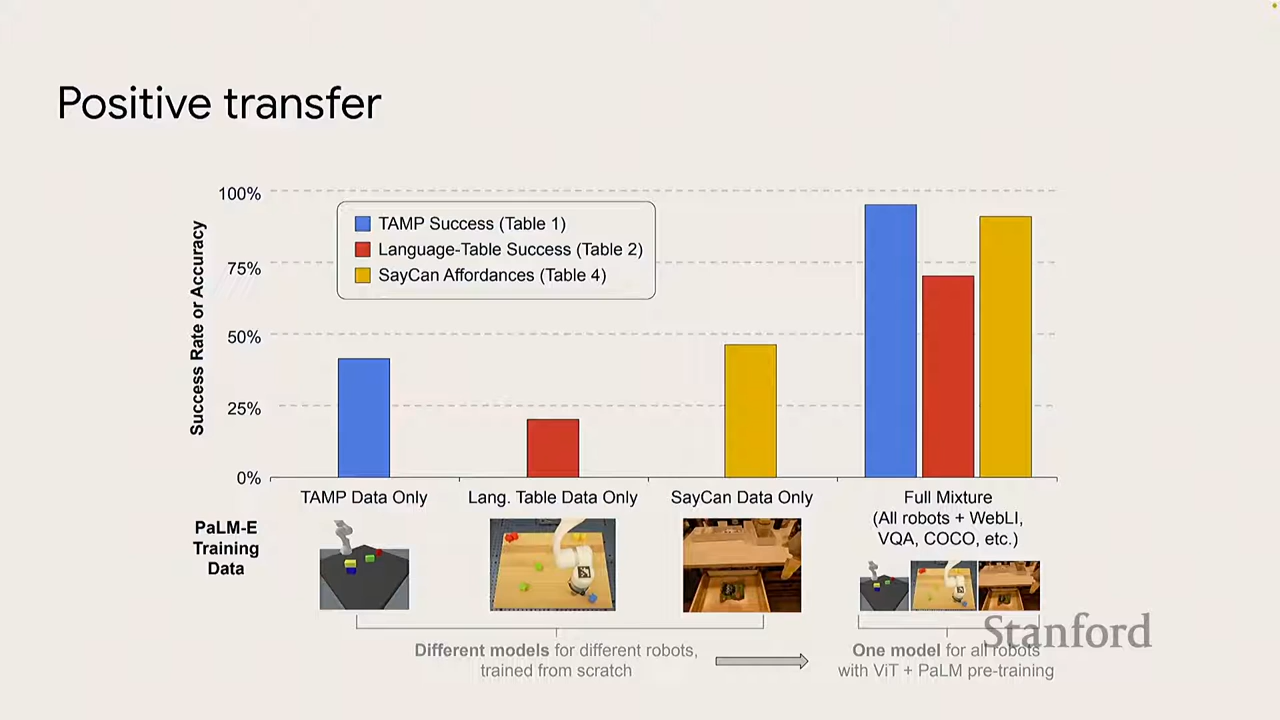 Positive transfer
100%
75%
50%
25%
0%
Success Rate or Accuracy
TAMP Success (Table 1)
Language-Table Success (Table 2)
SayCan Affordances (Table 4)
TAMP Data Only
Lang. Table Data Only
SayCan Data Only
Full Mixture
(All robots + WebLI,
VQA, COCO, etc.)
PaLM-E
Training
Data
Different models for different robots,
trained from scratch
One model for all robots
with ViT + PaLM pre-training
Stanford